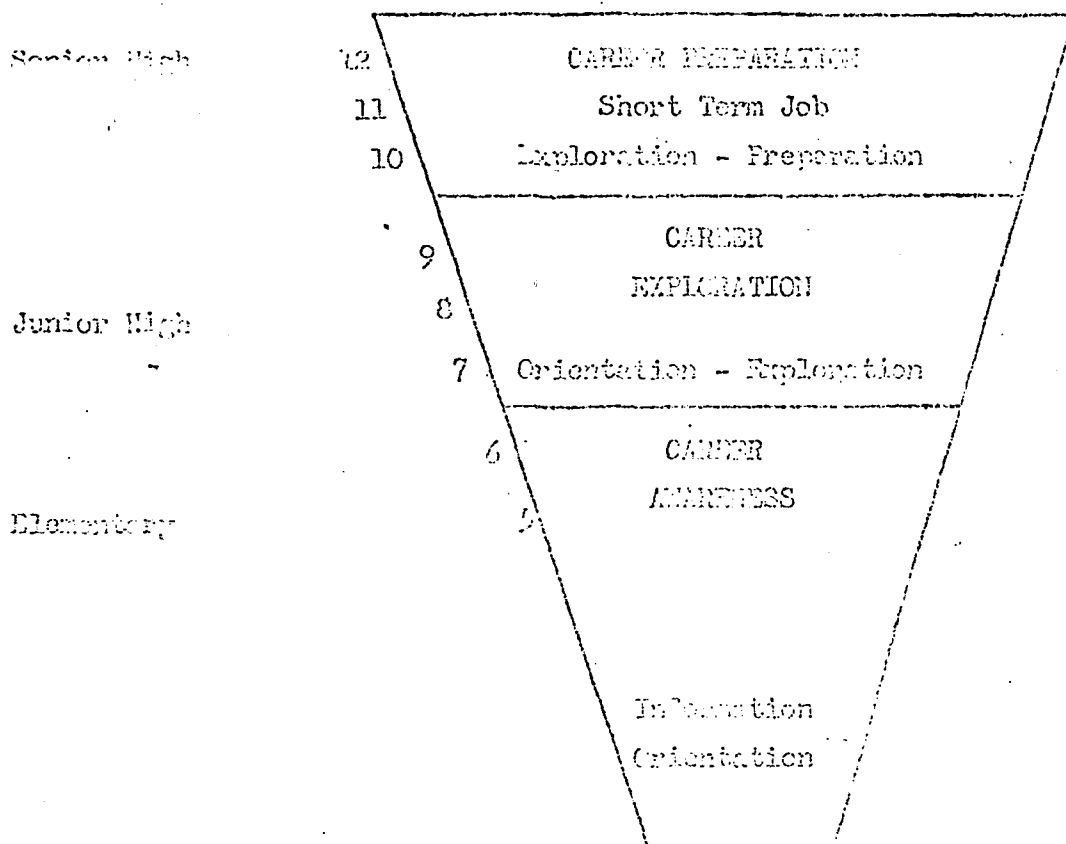 Senior High 12 CAREER PREPARATION
11 Short Term Job
10 Exploration - Preparation
9 CAREER
8 EXPLORATION
Junior High
7 Orientation - Exploration
6 CAREER
AWARENESS
Elementary 5
Information
Orientation